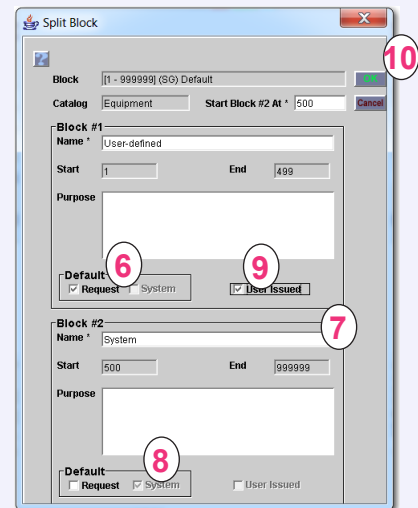 Split Block
10
Block [1 - 999999] (SG) Default OK
Catalog Equipment Start Block #2 At * 500 Cancel
Block #1
Name * User-defined
Start 1 End 499
Purpose
6 9
Default
Request System User Issued
7
Block #2
Name * System
Start 500 End 999999
Purpose
8
Default
Request System User Issued